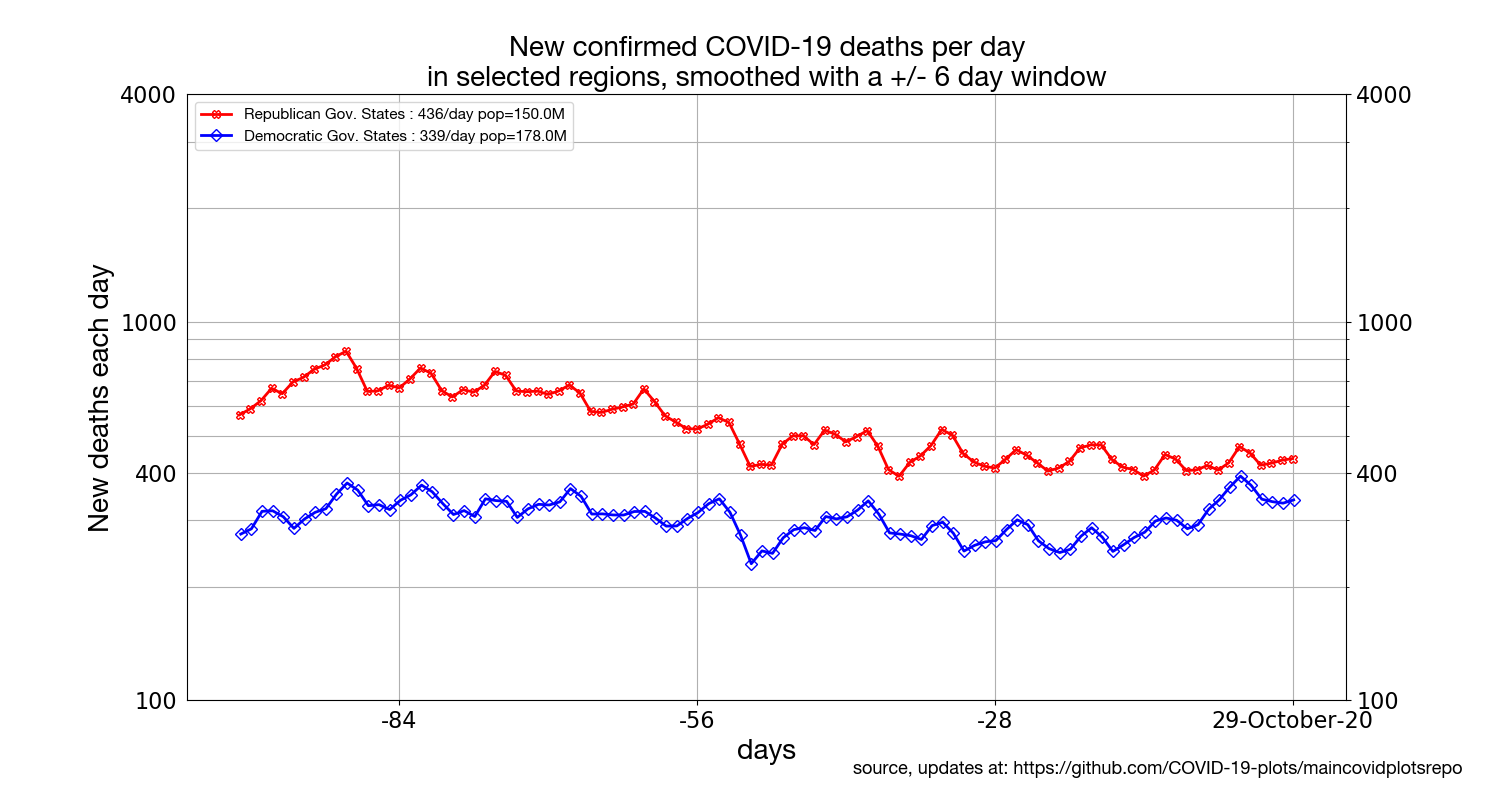 New confirmed COVID-19 deaths per day
in selected regions, smoothed with a +/- 6 day window
4000
4000
Republican Gov. States : 436/day pop=150.0M
Democratic Gov. States : 339/day pop=178.0M
New deaths each day
1000
1000
400
400
100
100
-84
-56
-28
29-October-20
days
source, updates at: https://github.com/COVID-19-plots/maincovidplotsrepo